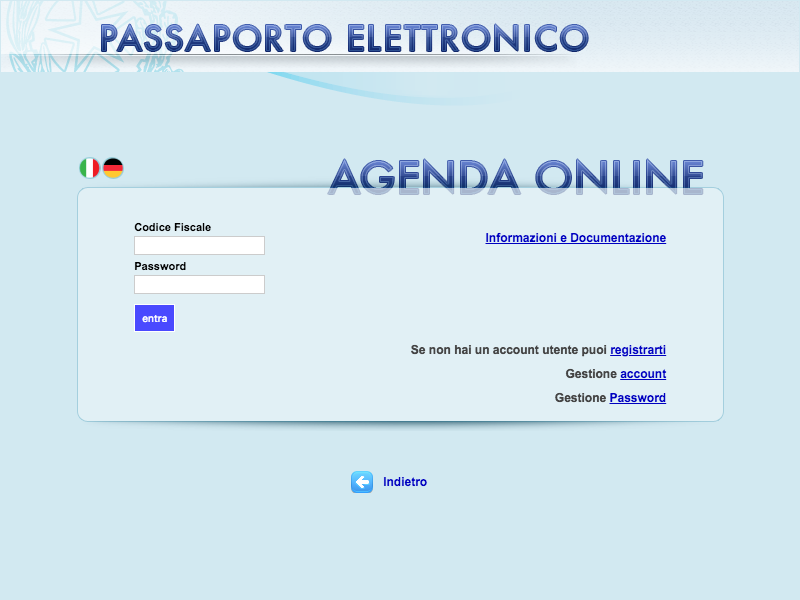 PASSAPORTO ELETTRONICO
AGENDA ONLINE
Codice Fiscale
Informazioni e Documentazione
Password
entra
Se non hai un account utente puoi registrarti
Gestione account
Gestione Password
Indietro